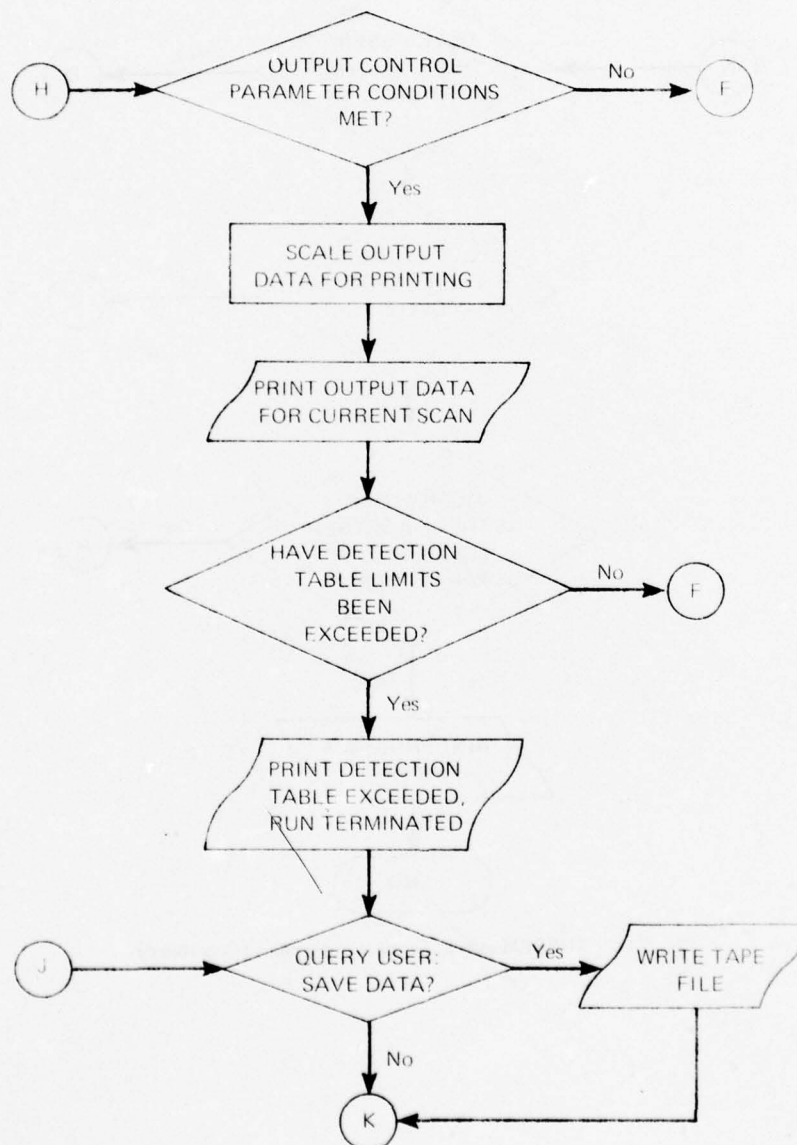 H
OUTPUT CONTROL
PARAMETER CONDITIONS
MET?
No
F
Yes
SCALE OUTPUT
DATA FOR PRINTING
PRINT OUTPUT DATA
FOR CURRENT SCAN
HAVE DETECTION
TABLE LIMITS
BEEN
EXCEEDED?
No
F
Yes
PRINT DETECTION
TABLE EXCEEDED,
RUN TERMINATED
J
QUERY USER:
SAVE DATA?
Yes
WRITE TAPE
FILE
No
K